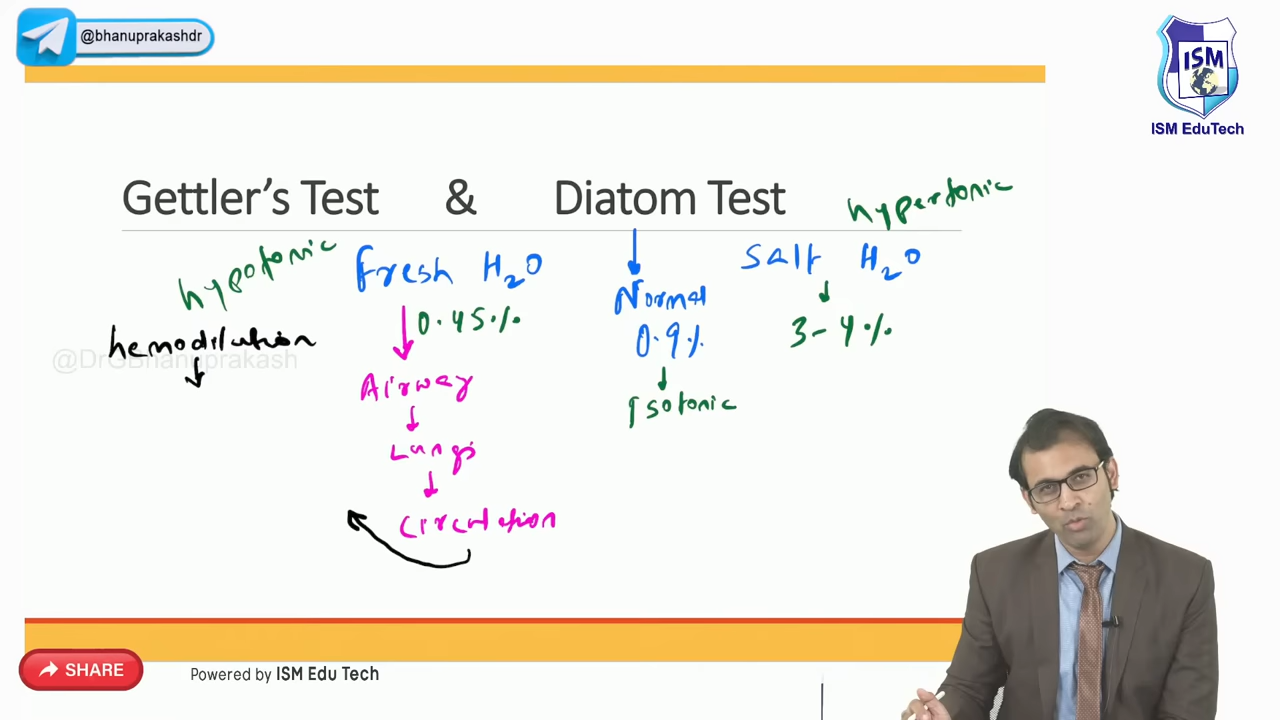 @bhanuprakashdr
ISM
ISM EduTech
Gettler's Test & Diatom Test
hypertonic
hypotonic
Fresh H2O
Salt H2O
Normal
0.45%
0.9%
3-4%
hemodilution
@DrGBhanuprakash
Airway
Isotonic
Lungs
Circulation
SHARE
Powered by ISM Edu Tech